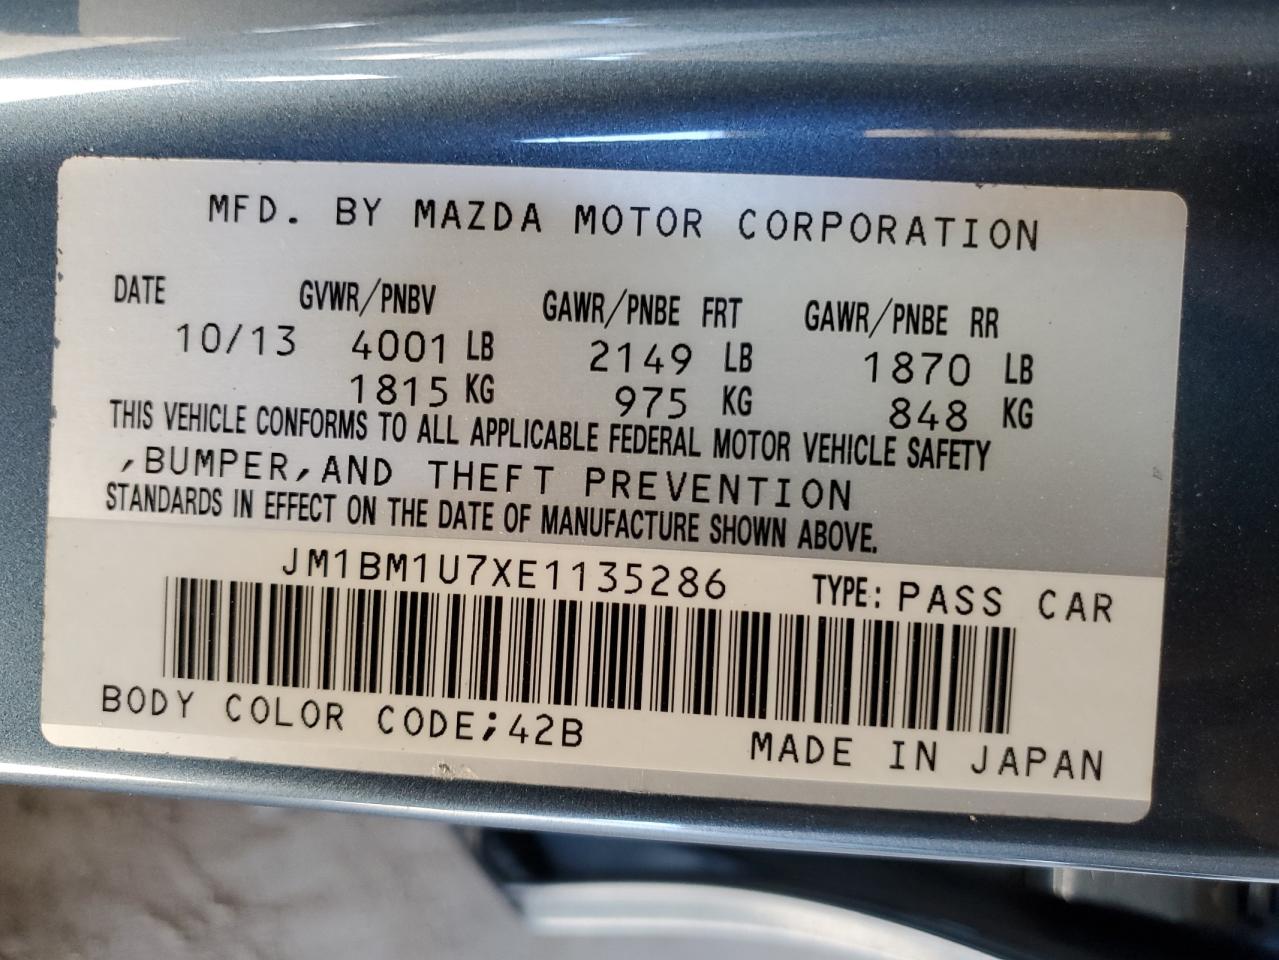 MFD. BY MAZDA MOTOR CORPORATION
DATE GVWR/PNBV GAWR/PNBE FRT GAWR/PNBE RR
10/13 4001 LB 2149 LB 1870 LB
1815 KG 975 KG 848 KG
THIS VEHICLE CONFORMS TO ALL APPLICABLE FEDERAL MOTOR VEHICLE SAFETY
,BUMPER,AND THEFT PREVENTION
STANDARDS IN EFFECT ON THE DATE OF MANUFACTURE SHOWN ABOVE.
JM1BM1U7XE1135286 TYPE: PASS CAR
BODY COLOR CODE;42B
MADE IN JAPAN